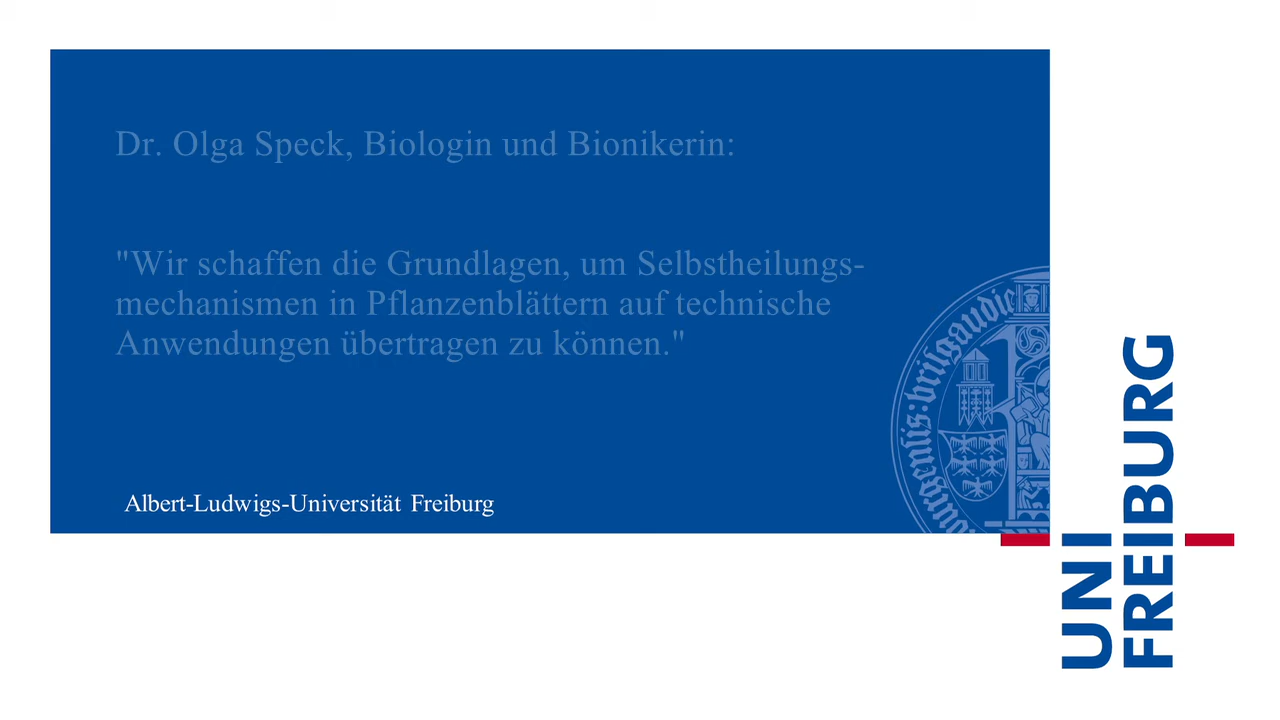 Dr. Olga Speck, Biologin und Bionikerin:
"Wir schaffen die Grundlagen, um Selbstheilungs-
mechanismen in Pflanzenblättern auf technische
Anwendungen übertragen zu können."
Albert-Ludwigs-Universität Freiburg
UNI
FREIBURG